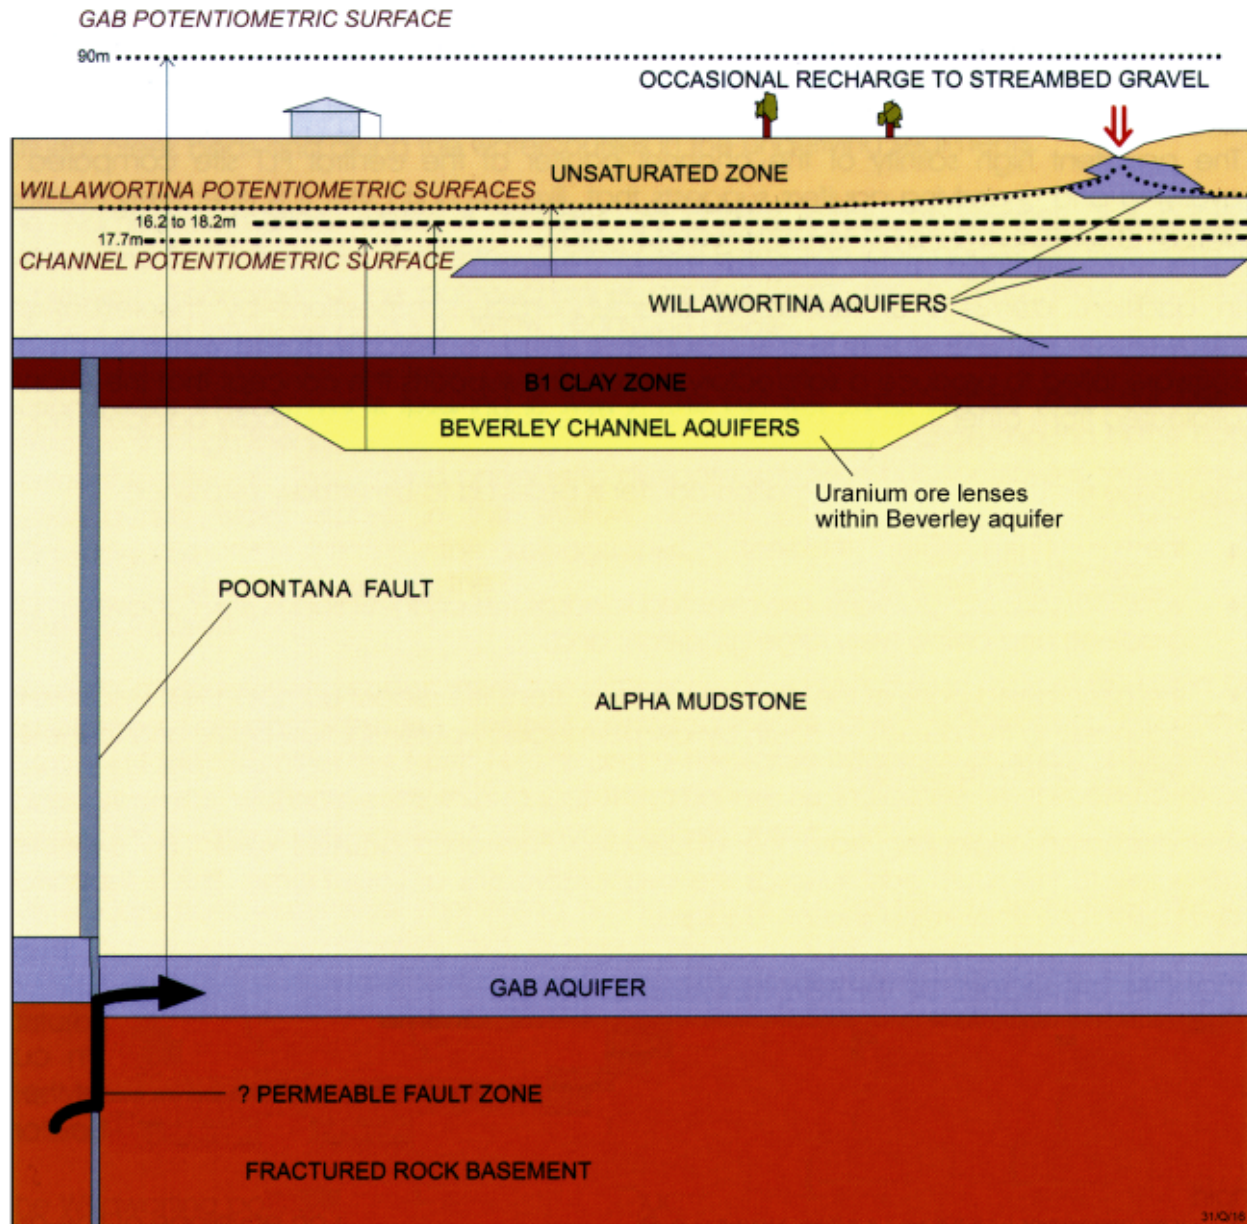 GAB POTENTIOMETRIC SURFACE
90m
OCCASIONAL RECHARGE TO STREAMBED GRAVEL
UNSATURATED ZONE
WILLAWORTINA POTENTIOMETRIC SURFACES
16.2 to 18.2m
17.7m
CHANNEL POTENTIOMETRIC SURFACE
WILLAWORTINA AQUIFERS
B1 CLAY ZONE
BEVERLEY CHANNEL AQUIFERS
Uranium ore lenses
within Beverley aquifer
POONTANA FAULT
ALPHA MUDSTONE
GAB AQUIFER
? PERMEABLE FAULT ZONE
FRACTURED ROCK BASEMENT
31/Q/16